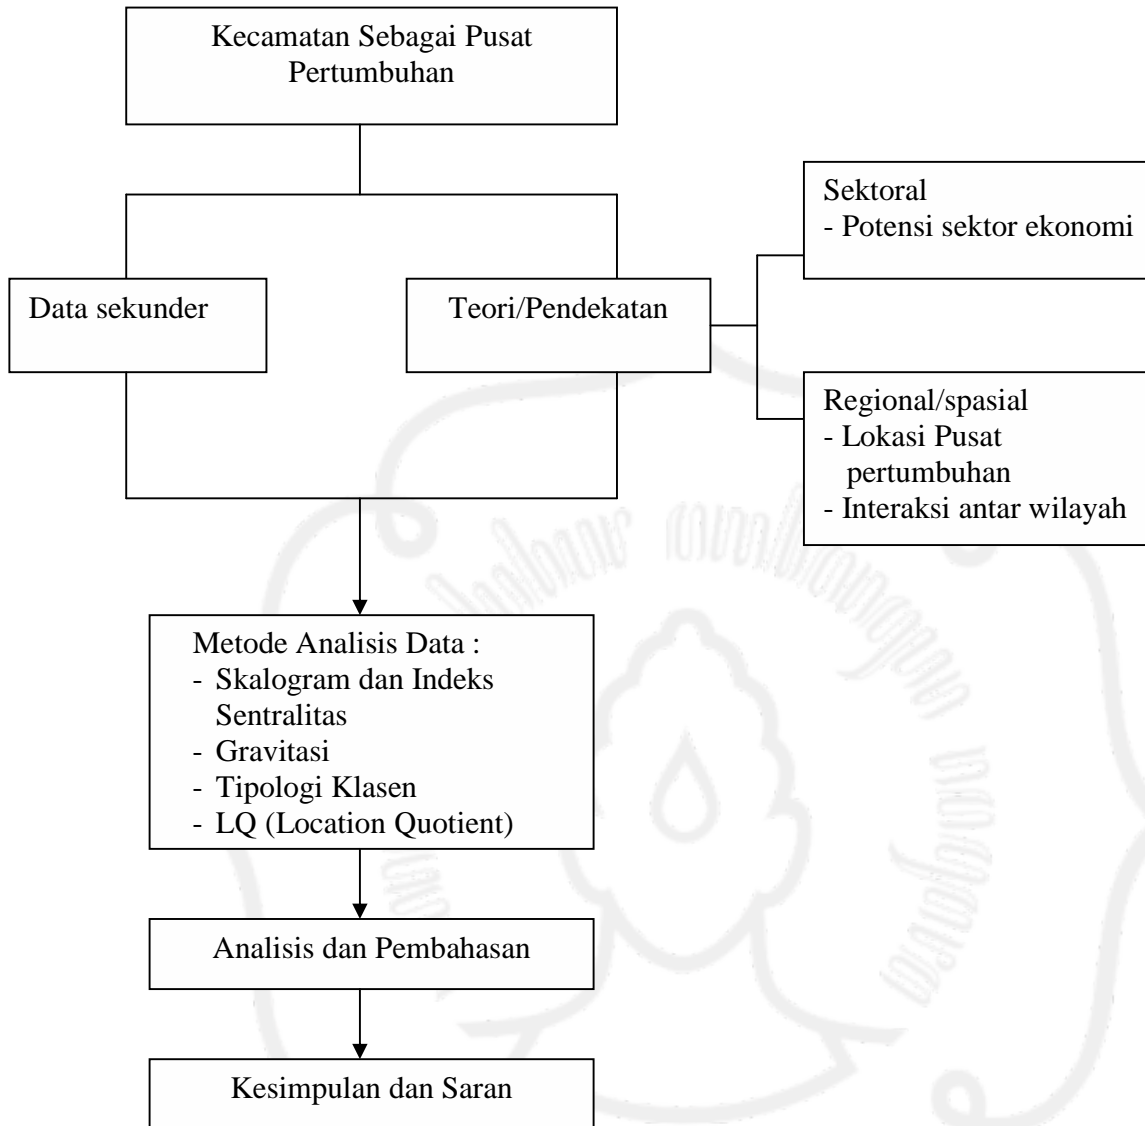 Kecamatan Sebagai Pusat
Pertumbuhan
Sektoral
- Potensi sektor ekonomi
Data sekunder
Teori/Pendekatan
Regional/spasial
- Lokasi Pusat
pertumbuhan
- Interaksi antar wilayah
Metode Analisis Data :
- Skalogram dan Indeks
Sentralitas
- Gravitasi
- Tipologi Klasen
- LQ (Location Quotient)
Analisis dan Pembahasan
Kesimpulan dan Saran